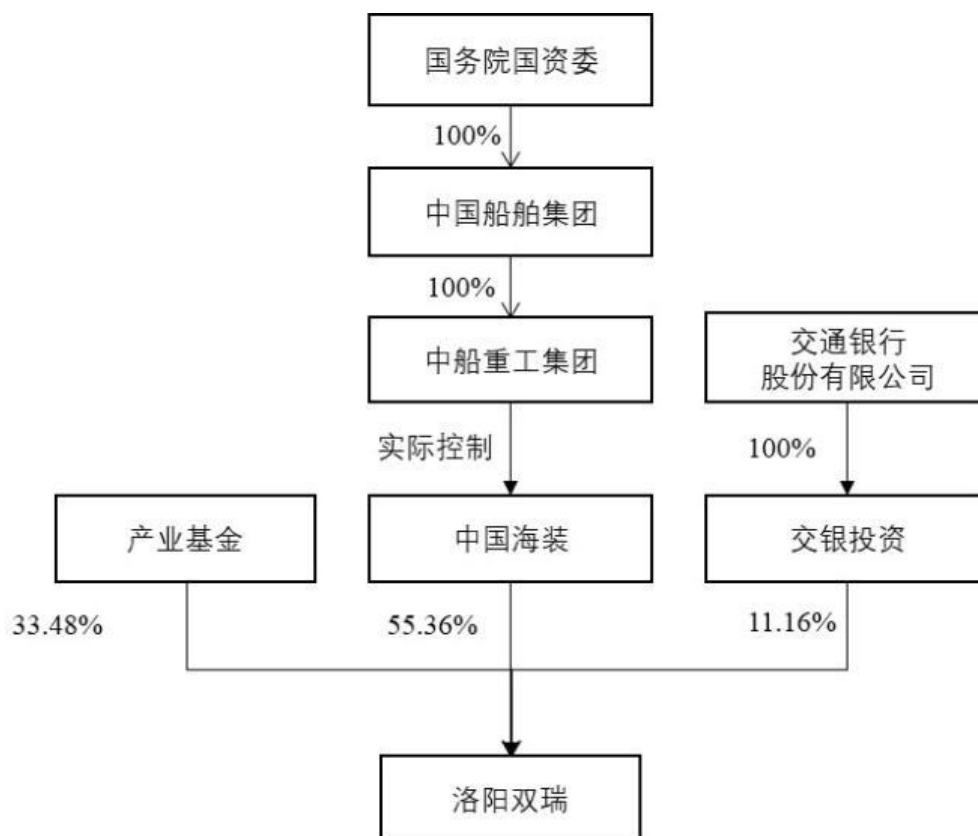 国务院国资委
100%
中国船舶集团
100%
中船重工集团
交通银行
股份有限公司
实际控制
100%
产业基金
中国海装
交银投资
33.48%
55.36%
11.16%
洛阳双瑞